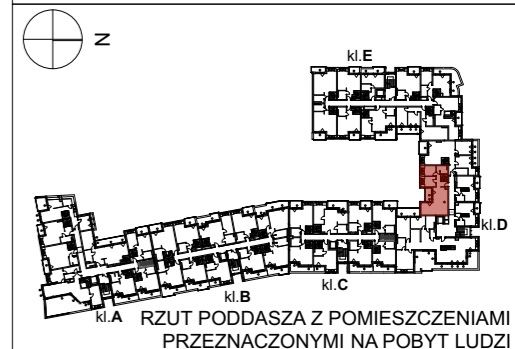 N
kl.E
kl.D
kl.C
kl.B
kl.A
RZUT PODDASZA Z POMIESZCZENIAMI
PRZEZNACZONYMI NA POBYT LUDZI